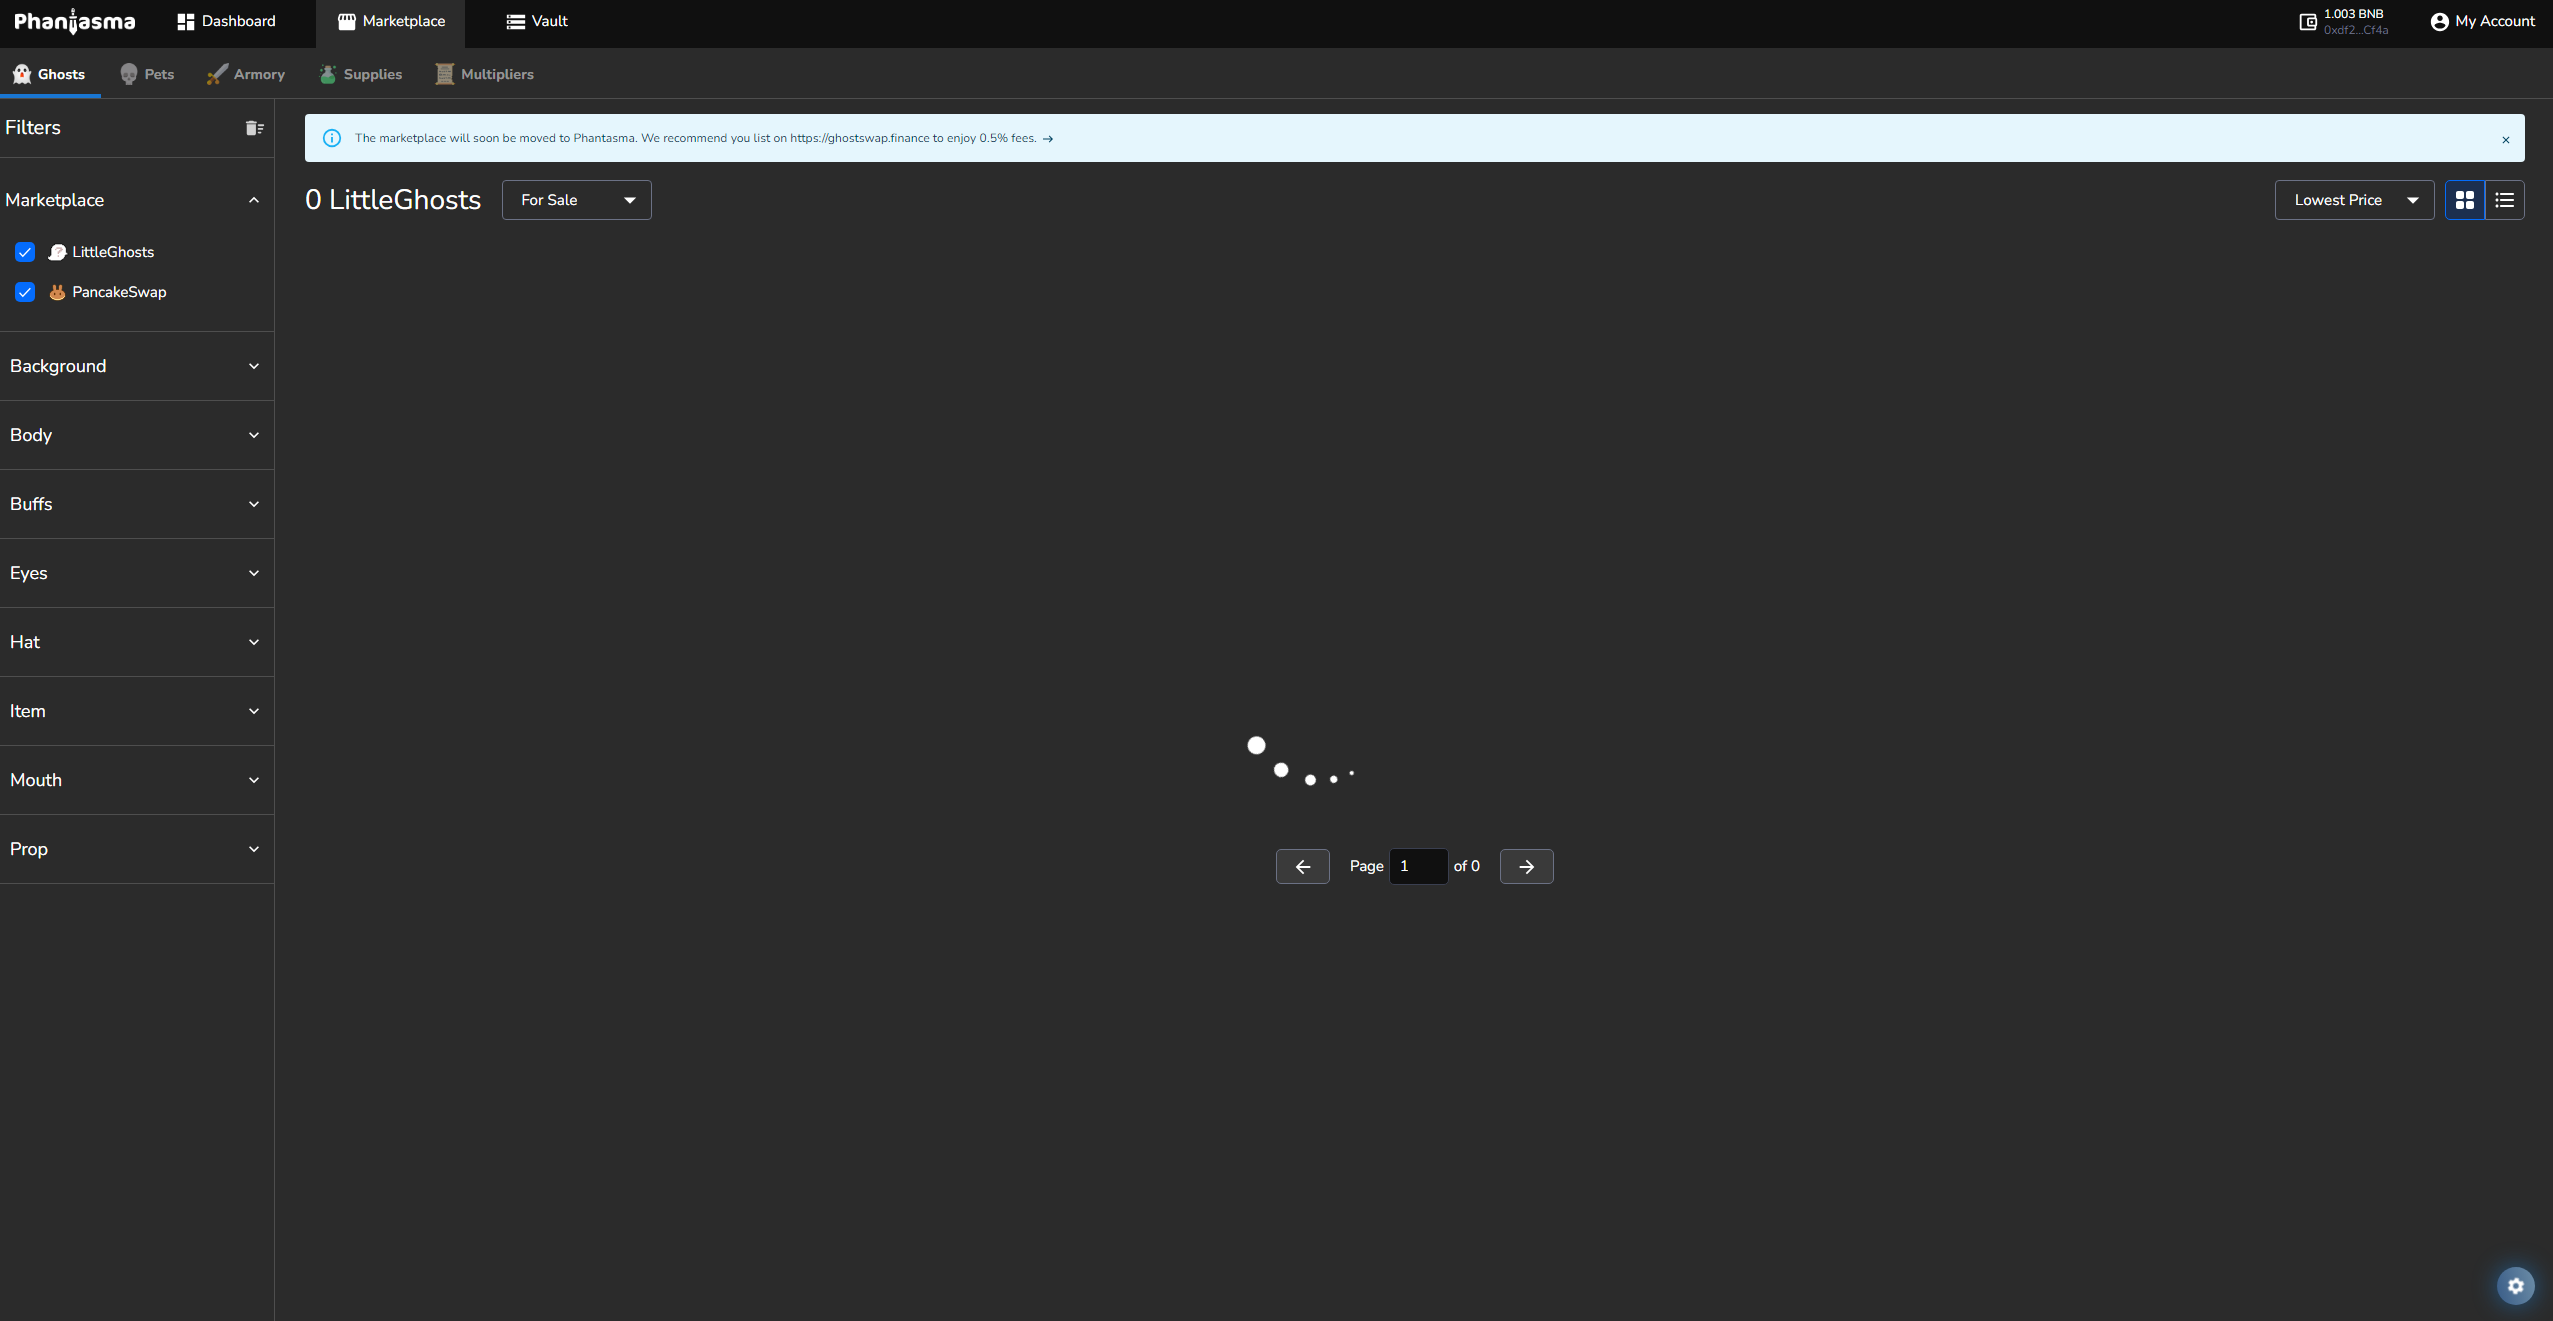 Phantasma
Dashboard
Marketplace
Vault
1.003 BNB
0xdf2...Cf4a
My Account
Ghosts
Pets
Armory
Supplies
Multipliers
Filters
The marketplace will soon be moved to Phantasma. We recommend you list on https://ghostswap.finance to enjoy 0.5% fees. →
Marketplace
0 LittleGhosts
For Sale
Lowest Price
LittleGhosts
PancakeSwap
Background
Body
Buffs
Eyes
Hat
Item
Mouth
Prop
Page 1 of 0